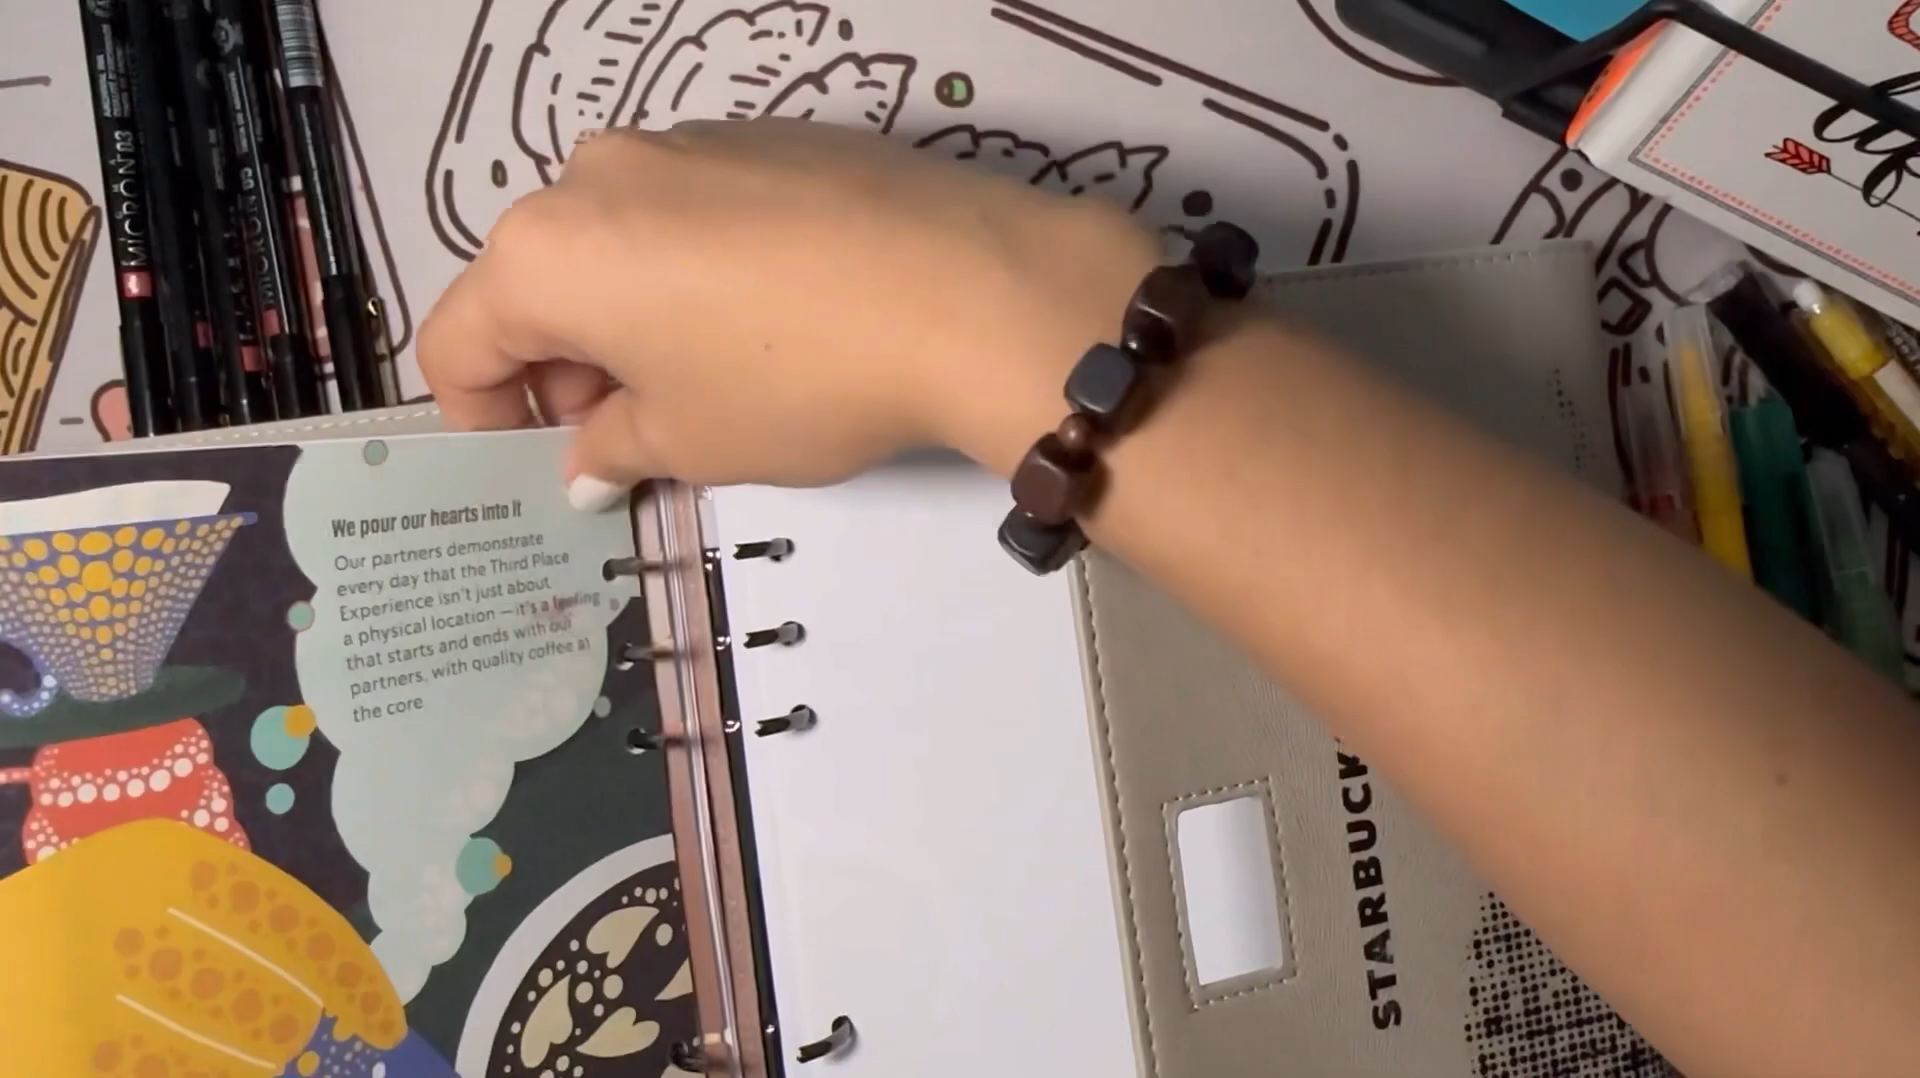 MICRON 03
MICRON 05
We pour our hearts into it
Our partners demonstrate
every day that the Third Place
Experience isn't just about
a physical location—it's a feeling
that starts and ends with our
partners, with quality coffee at
the core
STARBUCK
life